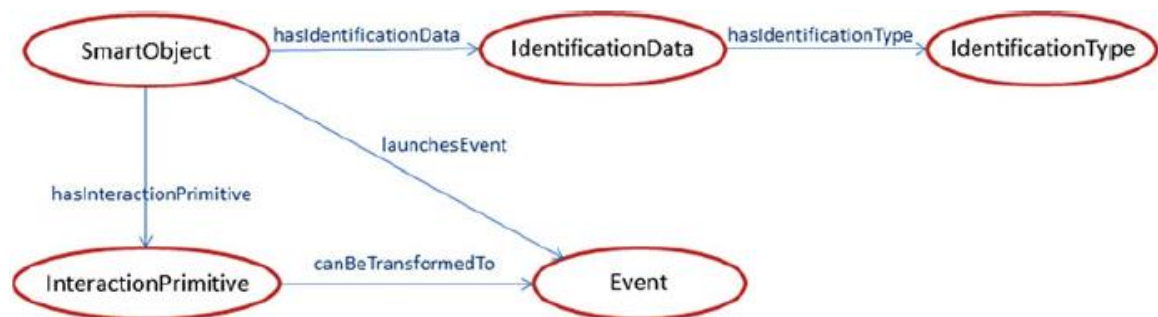 SmartObject
hasIdentificationData
IdentificationData
hasIdentificationType
IdentificationType
launchesEvent
hasInteractionPrimitive
InteractionPrimitive
canBeTransformedTo
Event